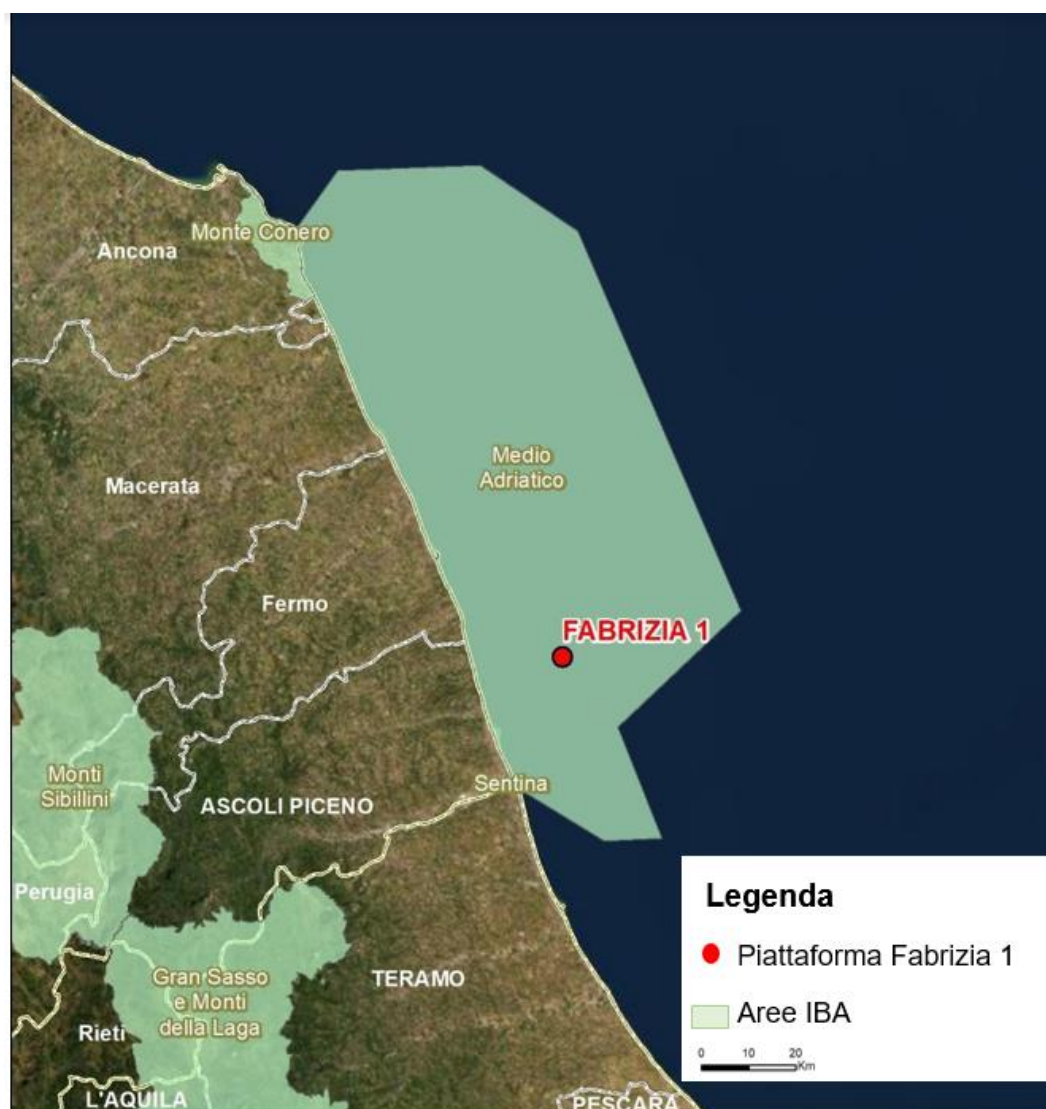 Monte Conero
Ancona
Medio
Adriatico
Macerata
Fermo
FABRIZIA 1
Monti
Sibillini
Sentina
ASCOLI PICENO
Perugia
Gran Sasso
e Monti
della Laga
TERAMO
Rieti
L'AQUILA
PESCARA
Legenda
Piattaforma Fabrizia 1
Aree IBA
0 10 20
Km